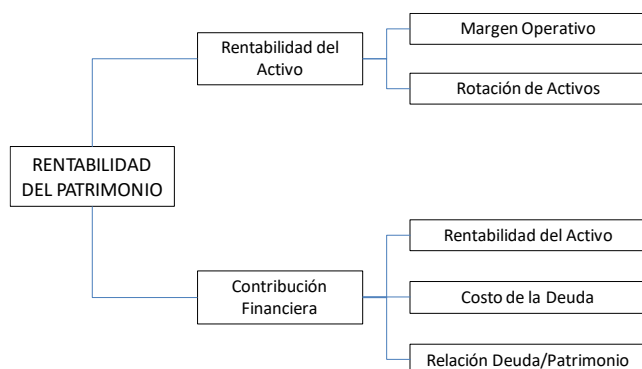 Margen Operativo
Rentabilidad del
Activo
Rotación de Activos
RENTABILIDAD
DEL PATRIMONIO
Rentabilidad del Activo
Contribución
Financiera
Costo de la Deuda
Relación Deuda/Patrimonio